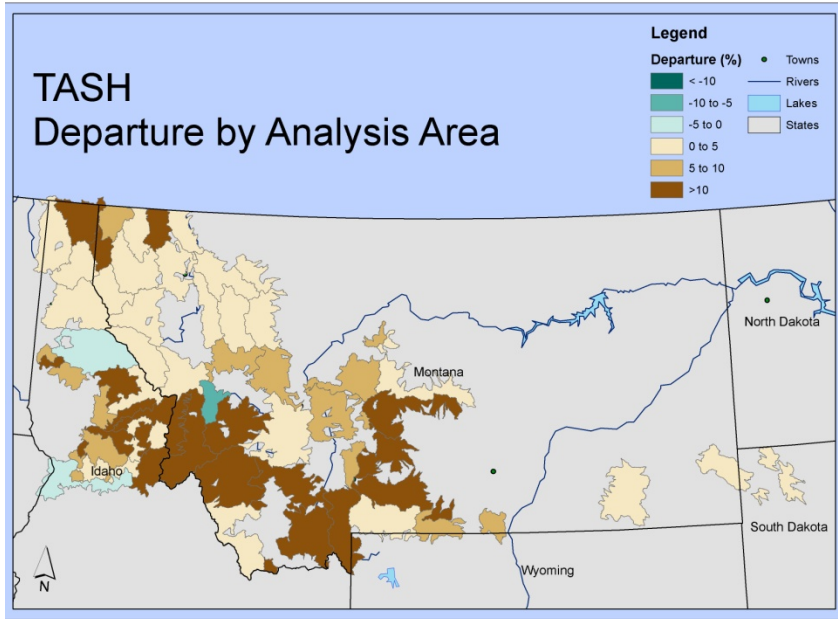 TASH
Departure by Analysis Area
Legend
Departure (%)
< -10
-10 to -5
-5 to 0
0 to 5
5 to 10
>10
Towns
Rivers
Lakes
States
North Dakota
Montana
Idaho
South Dakota
Wyoming
N